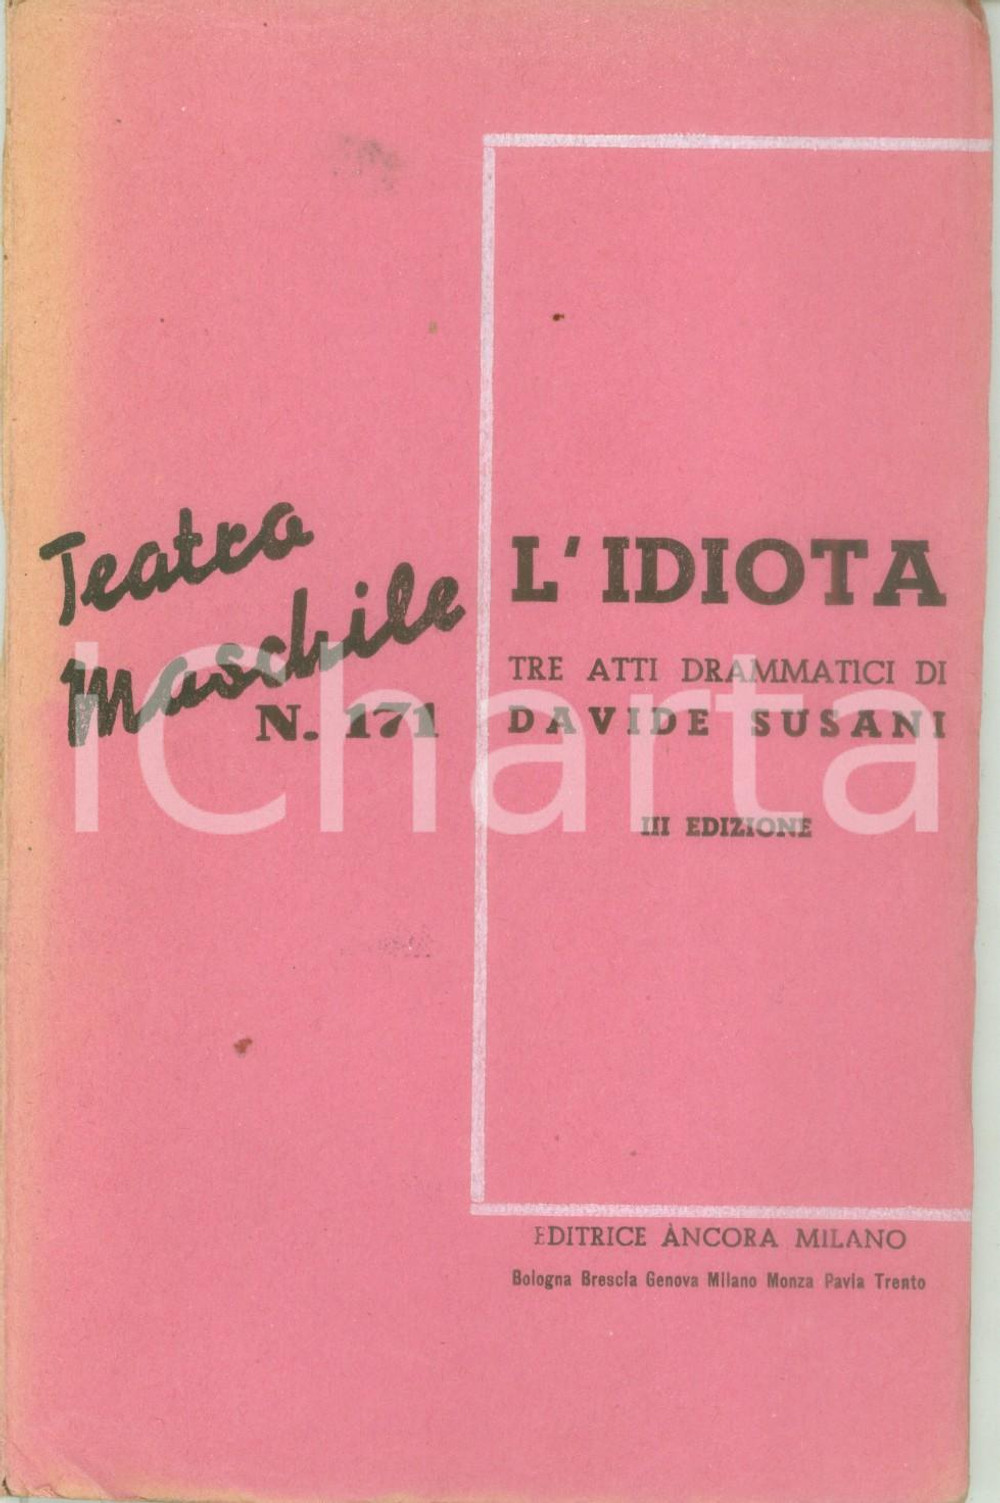 Teatro
Maschile
N. 171
L'IDIOTA
TRE ATTI DRAMMATICI DI
DAVIDE SUSANI
III EDIZIONE
EDITRICE ÀNCORA MILANO
Bologna Brescia Genova Milano Monza Pavia Trento
ICharta